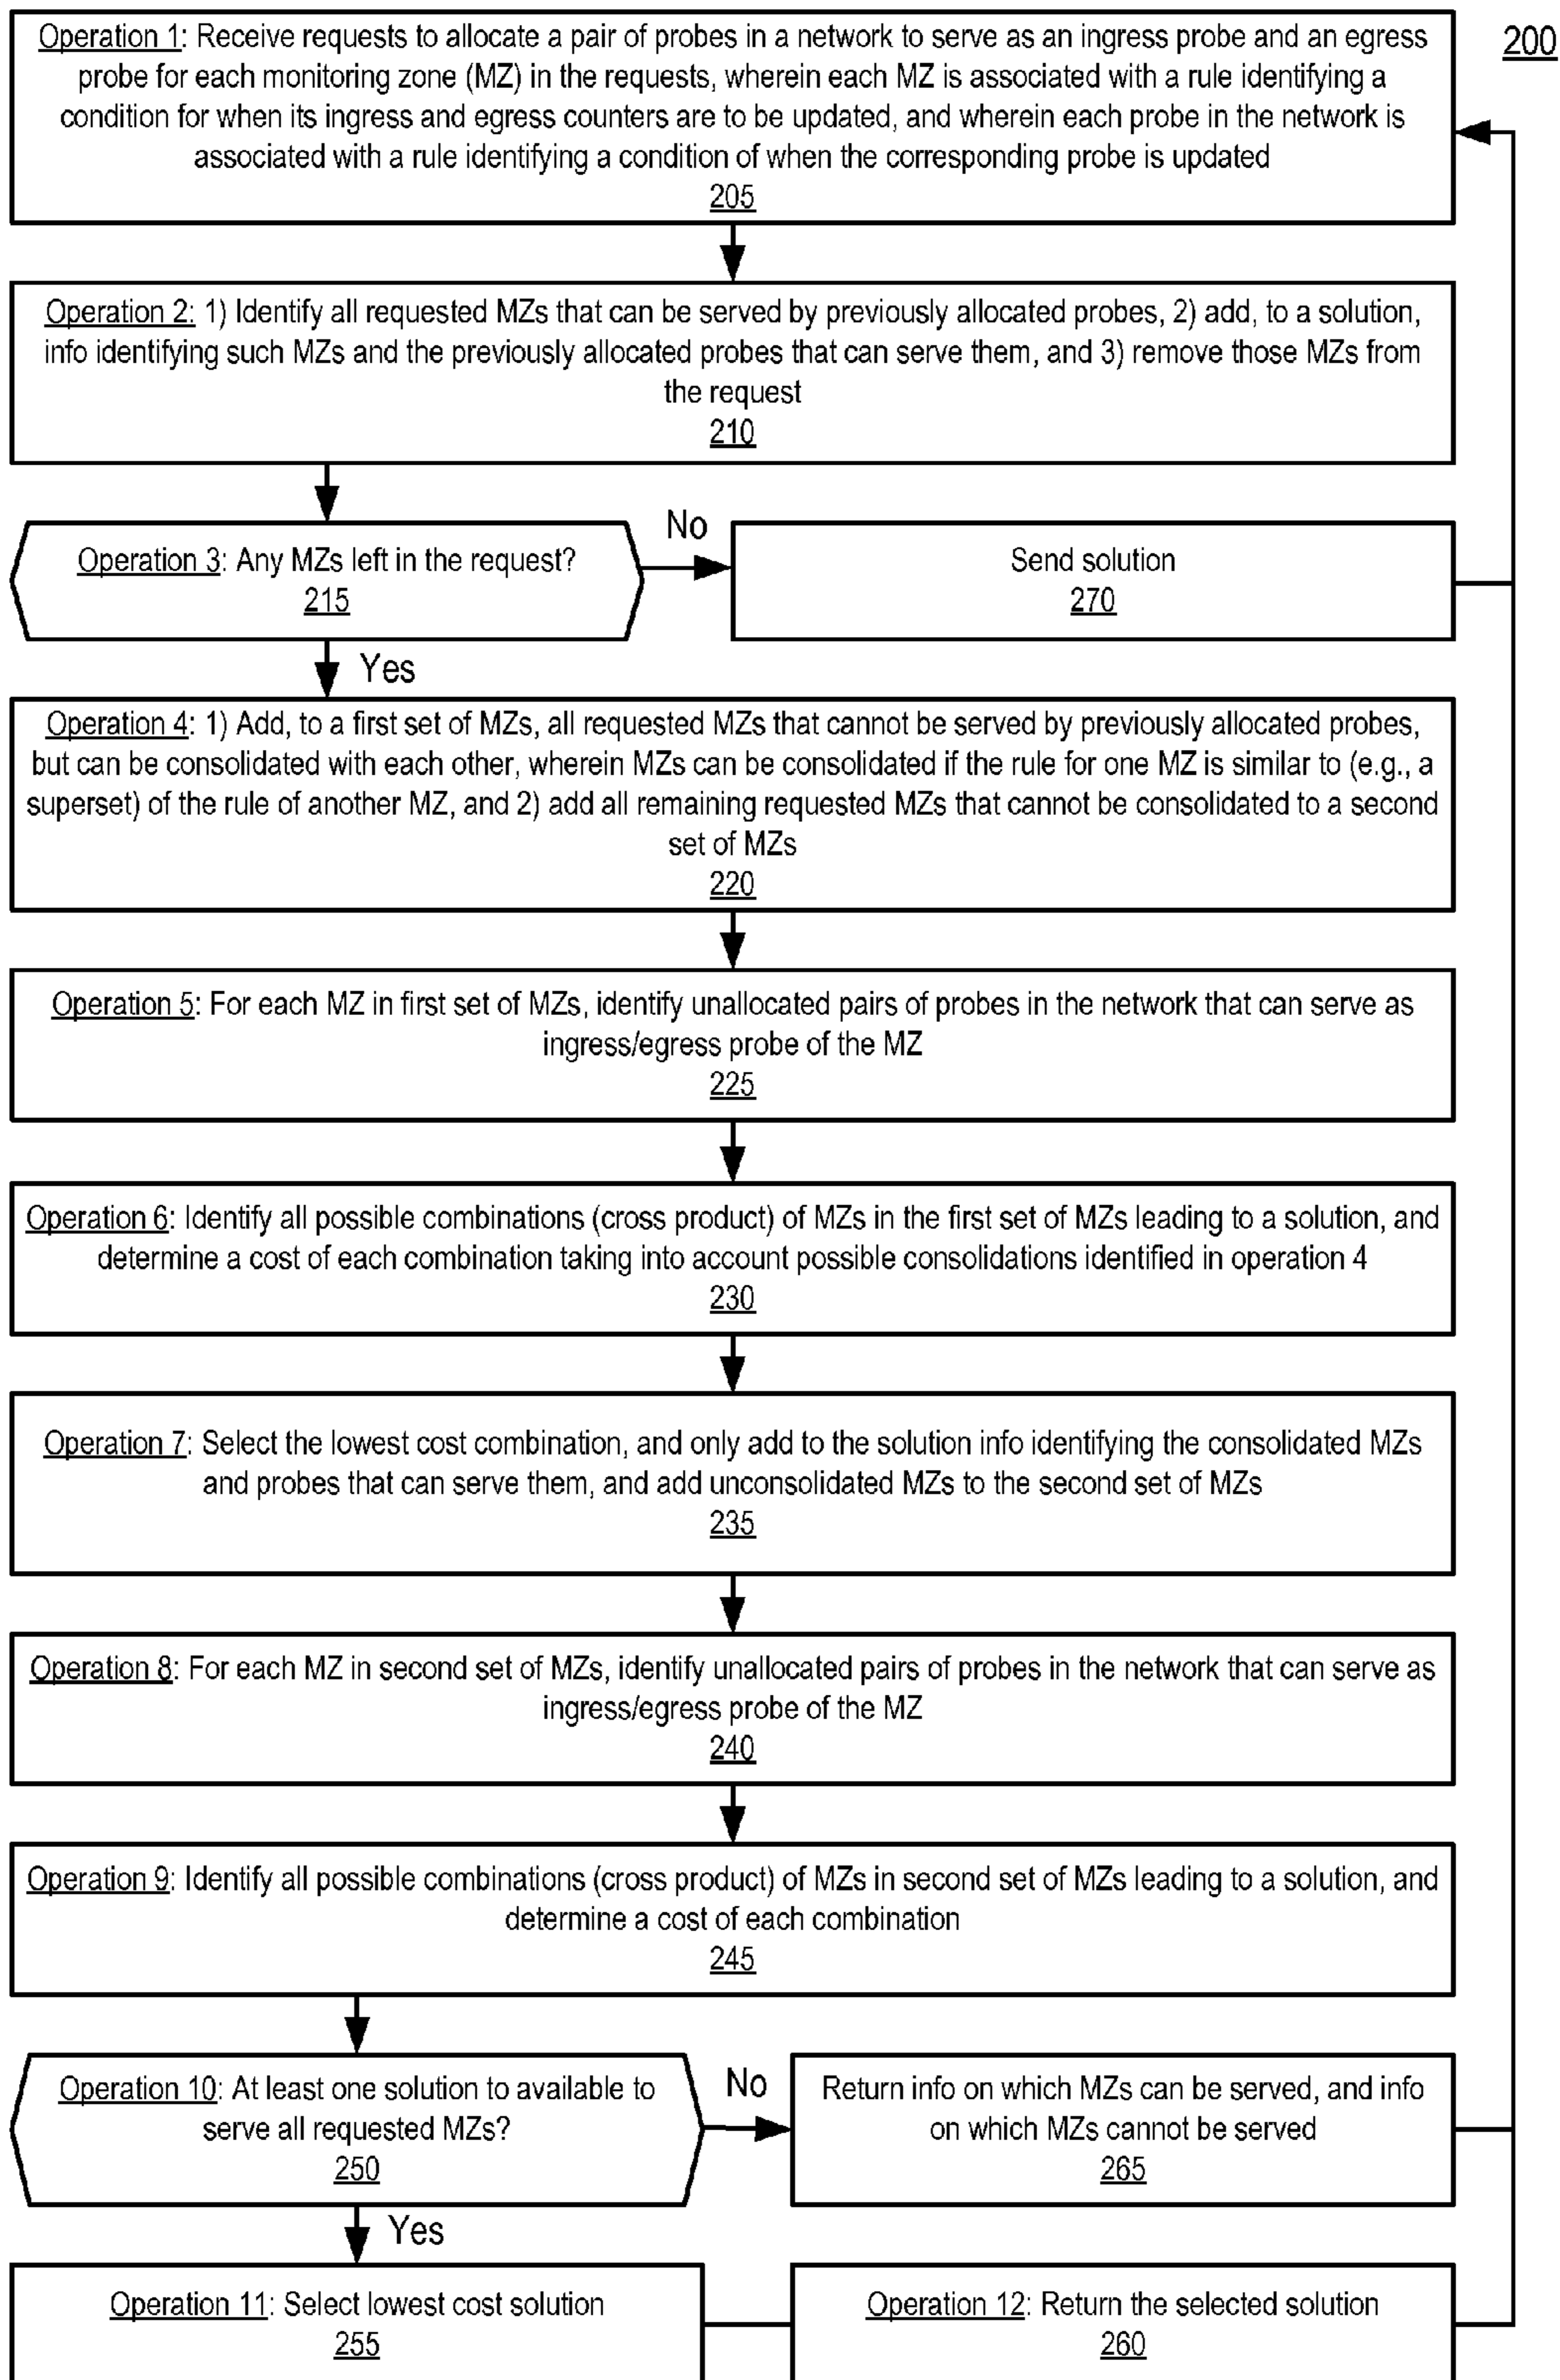 Operation 1: Receive requests to allocate a pair of probes in a network to serve as an ingress probe and an egress
probe for each monitoring zone (MZ) in the requests, wherein each MZ is associated with a rule identifying a
condition for when its ingress and egress counters are to be updated, and wherein each probe in the network is
associated with a rule identifying a condition of when the corresponding probe is updated
205
200
Operation 2: 1) Identify all requested MZs that can be served by previously allocated probes, 2) add, to a solution,
info identifying such MZs and the previously allocated probes that can serve them, and 3) remove those MZs from
the request
210
Operation 3: Any MZs left in the request?
215
No
Send solution
270
Yes
Operation 4: 1) Add, to a first set of MZs, all requested MZs that cannot be served by previously allocated probes,
but can be consolidated with each other, wherein MZs can be consolidated if the rule for one MZ is similar to (e.g., a
superset) of the rule of another MZ, and 2) add all remaining requested MZs that cannot be consolidated to a second
set of MZs
220
Operation 5: For each MZ in first set of MZs, identify unallocated pairs of probes in the network that can serve as
ingress/egress probe of the MZ
225
Operation 6: Identify all possible combinations (cross product) of MZs in the first set of MZs leading to a solution, and
determine a cost of each combination taking into account possible consolidations identified in operation 4
230
Operation 7: Select the lowest cost combination, and only add to the solution info identifying the consolidated MZs
and probes that can serve them, and add unconsolidated MZs to the second set of MZs
235
Operation 8: For each MZ in second set of MZs, identify unallocated pairs of probes in the network that can serve as
ingress/egress probe of the MZ
240
Operation 9: Identify all possible combinations (cross product) of MZs in second set of MZs leading to a solution, and
determine a cost of each combination
245
Operation 10: At least one solution to available to
serve all requested MZs?
250
No
Return info on which MZs can be served, and info
on which MZs cannot be served
265
Yes
Operation 11: Select lowest cost solution
255
Operation 12: Return the selected solution
260